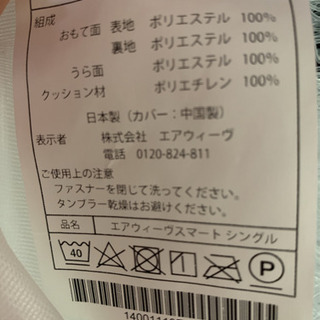 組成
おもて面 表地 ポリエステル 100%
裏地 ポリエステル 100%
うら面 ポリエステル 100%
クッション材 ポリエチレン 100%
日本製(カバー:中国製)
表示者 株式会社 エアウィーヴ
電話 0120-824-811
ご使用上の注意
ファスナーを閉じて洗ってください。
タンブラー乾燥はお避けください。
品名 エアウィーヴスマート シングル
40 P